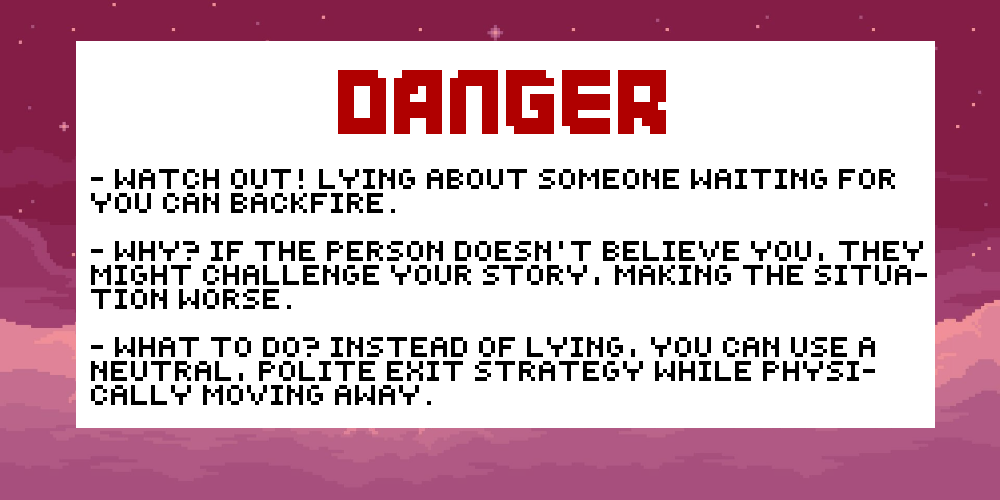 DANGER
- WATCH OUT! LYING ABOUT SOMEONE WAITING FOR
YOU CAN BACKFIRE.
- WHY? IF THE PERSON DOESN'T BELIEVE YOU, THEY
MIGHT CHALLENGE YOUR STORY, MAKING THE SITUA-
TION WORSE.
- WHAT TO DO? INSTEAD OF LYING, YOU CAN USE A
NEUTRAL, POLITE EXIT STRATEGY WHILE PHYSI-
CALLY MOVING AWAY.